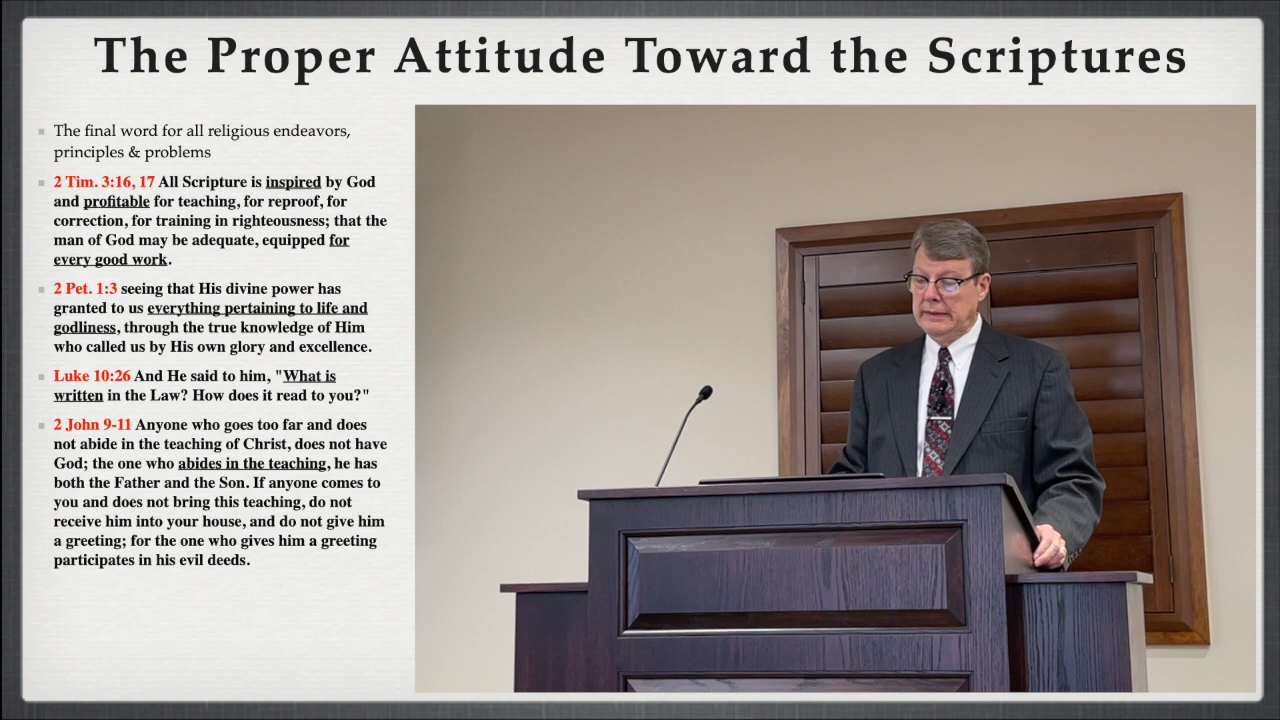 The Proper Attitude Toward the Scriptures
The final word for all religious endeavors,
principles & problems
2 Tim. 3:16, 17 All Scripture is inspired by God
and profitable for teaching, for reproof, for
correction, for training in righteousness; that the
man of God may be adequate, equipped for
every good work.
2 Pet. 1:3 seeing that His divine power has
granted to us everything pertaining to life and
godliness, through the true knowledge of Him
who called us by His own glory and excellence.
Luke 10:26 And He said to him, "What is
written in the Law? How does it read to you?"
2 John 9-11 Anyone who goes too far and does
not abide in the teaching of Christ, does not have
God; the one who abides in the teaching, he has
both the Father and the Son. If anyone comes to
you and does not bring this teaching, do not
receive him into your house, and do not give him
a greeting; for the one who gives him a greeting
participates in his evil deeds.